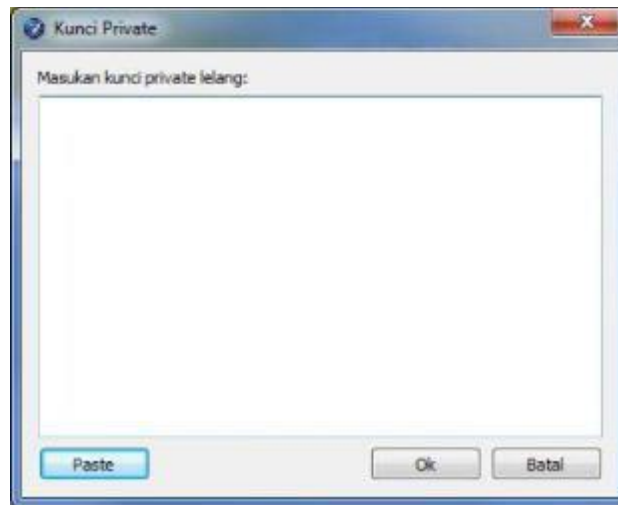 Kunci Private
Masukan kunci private lelang:
Paste
Ok
Batal